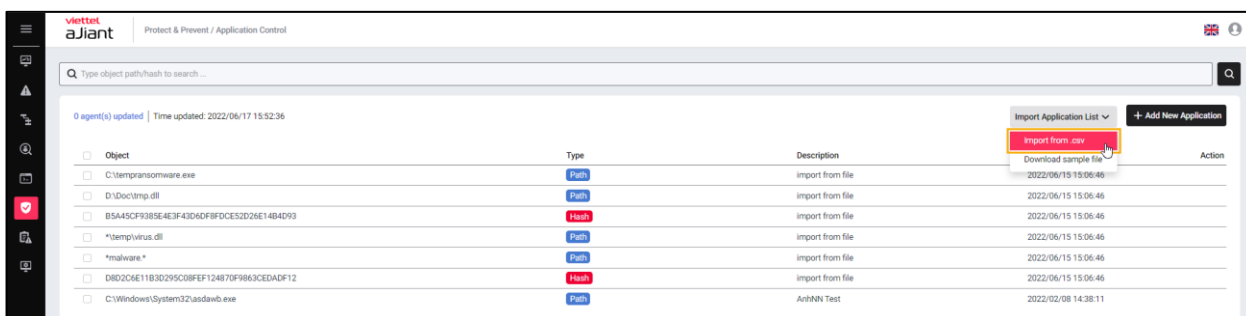 viettel
aJiant
Protect & Prevent / Application Control
Type object path/hash to search ...
0 agent(s) updated | Time updated: 2022/06/17 15:52:36
Import Application List
+ Add New Application
Import from .csv
Download sample file
Object Type Description Action
C:\tempransomware.exe Path import from file 2022/06/15 15:06:46
D:\Doc\tmp.dll Path import from file 2022/06/15 15:06:46
B5A45CF9385E4E3F43D6DF8FDCE52D26E14B4D93 Hash import from file 2022/06/15 15:06:46
*\temp\virus.dll Path import from file 2022/06/15 15:06:46
*malware.* Path import from file 2022/06/15 15:06:46
D8D2C6E11B3D295C08FEF124870F9863CEDADF12 Hash import from file 2022/06/15 15:06:46
C:\Windows\System32\asdawb.exe Path AnhNN Test 2022/02/08 14:38:11